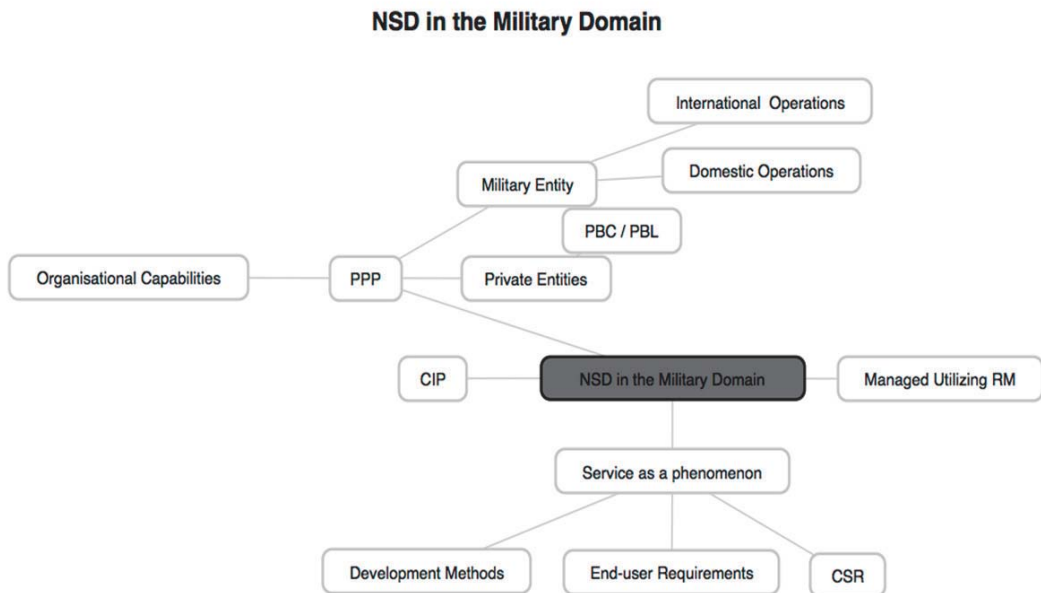 NSD in the Military Domain
International Operations
Domestic Operations
Military Entity
PBC / PBL
Organisational Capabilities
PPP
Private Entities
CIP
NSD in the Military Domain
Managed Utilizing RM
Service as a phenomenon
Development Methods
End-user Requirements
CSR